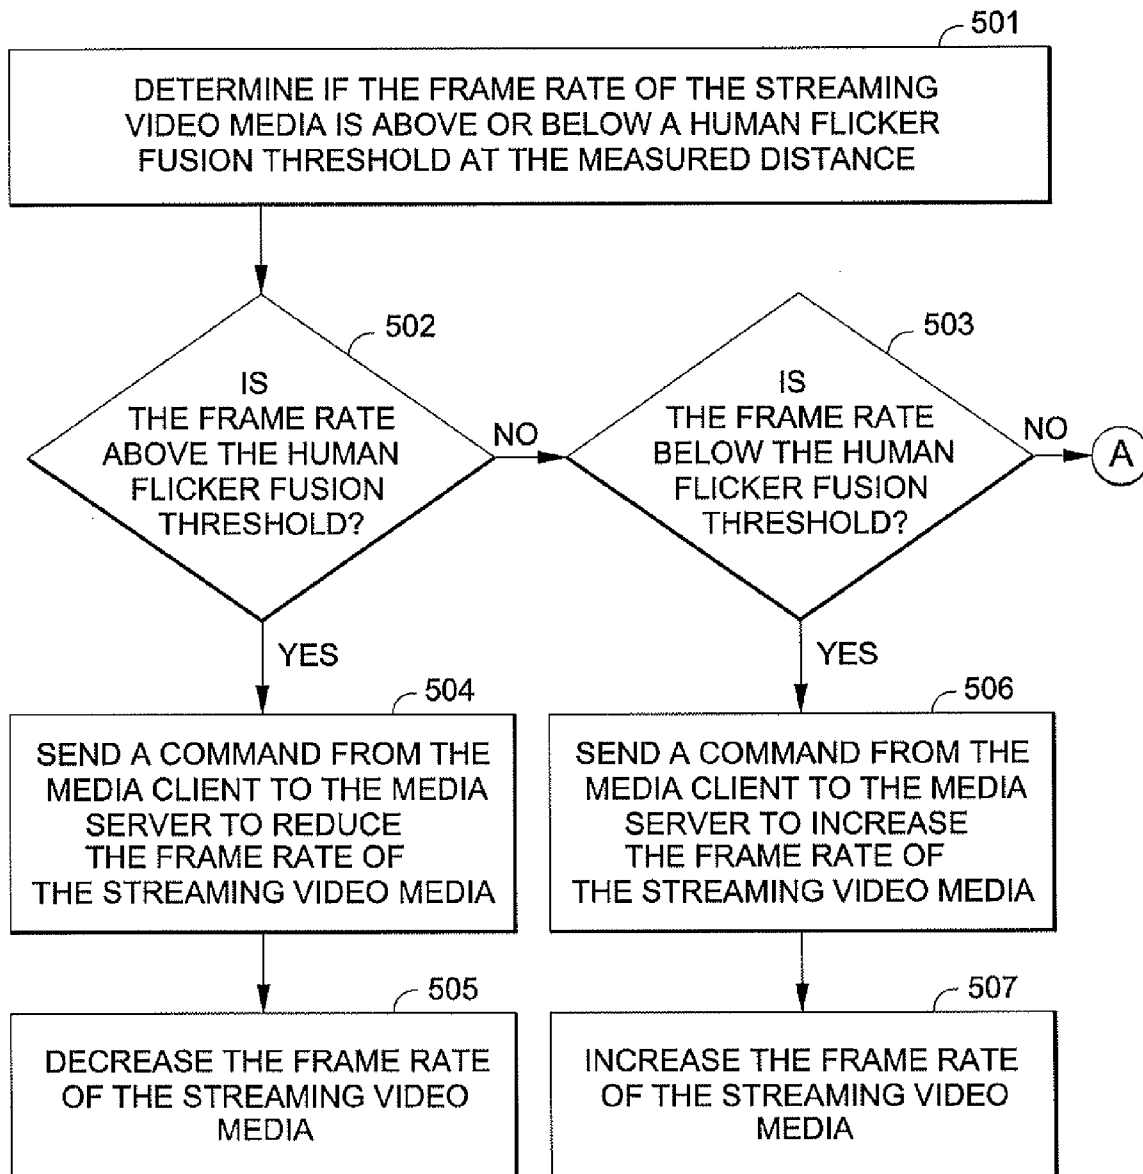 501
DETERMINE IF THE FRAME RATE OF THE STREAMING
VIDEO MEDIA IS ABOVE OR BELOW A HUMAN FLICKER
FUSION THRESHOLD AT THE MEASURED DISTANCE
502
IS
THE FRAME RATE
ABOVE THE HUMAN
FLICKER FUSION
THRESHOLD?
NO
YES
503
IS
THE FRAME RATE
BELOW THE HUMAN
FLICKER FUSION
THRESHOLD?
NO
A
YES
504
SEND A COMMAND FROM THE
MEDIA CLIENT TO THE MEDIA
SERVER TO REDUCE
THE FRAME RATE OF
THE STREAMING VIDEO MEDIA
506
SEND A COMMAND FROM THE
MEDIA CLIENT TO THE MEDIA
SERVER TO INCREASE
THE FRAME RATE OF
THE STREAMING VIDEO MEDIA
505
DECREASE THE FRAME RATE
OF THE STREAMING VIDEO
MEDIA
507
INCREASE THE FRAME RATE
OF THE STREAMING VIDEO
MEDIA